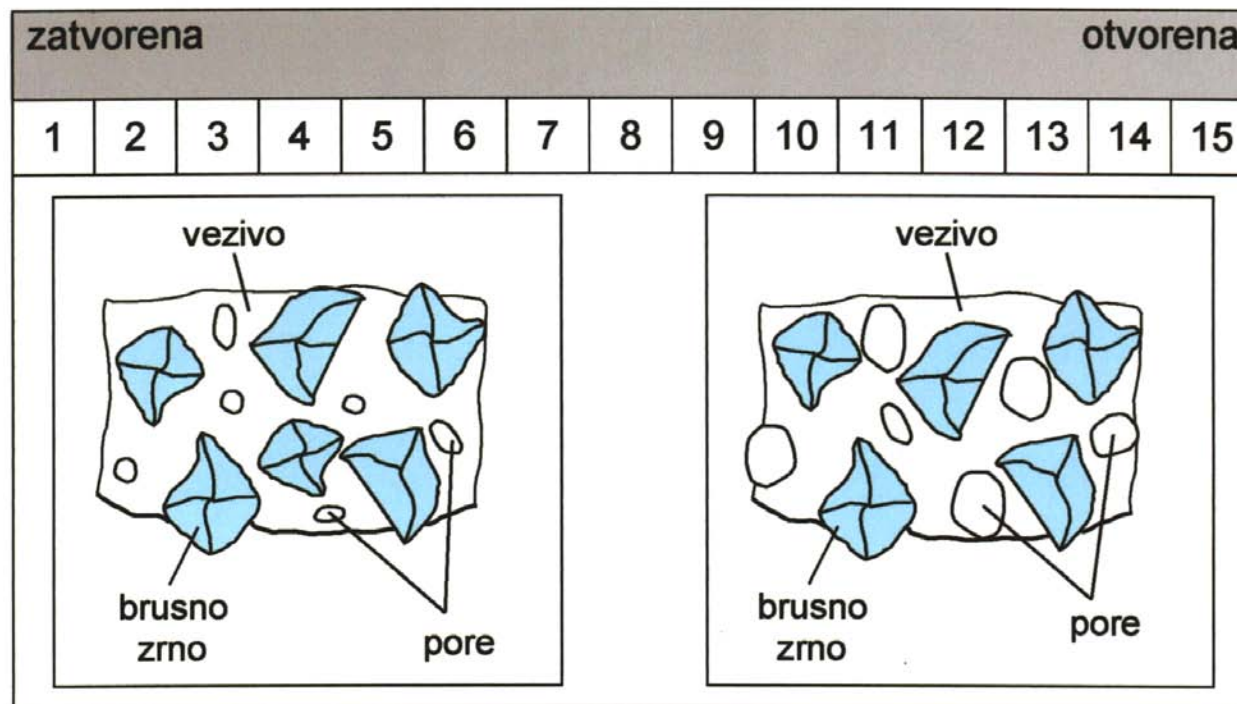 zatvorena otvorena
1 2 3 4 5 6 7 8 9 10 11 12 13 14 15
vezivo
brusno
zrno
pore
vezivo
brusno
zrno
pore